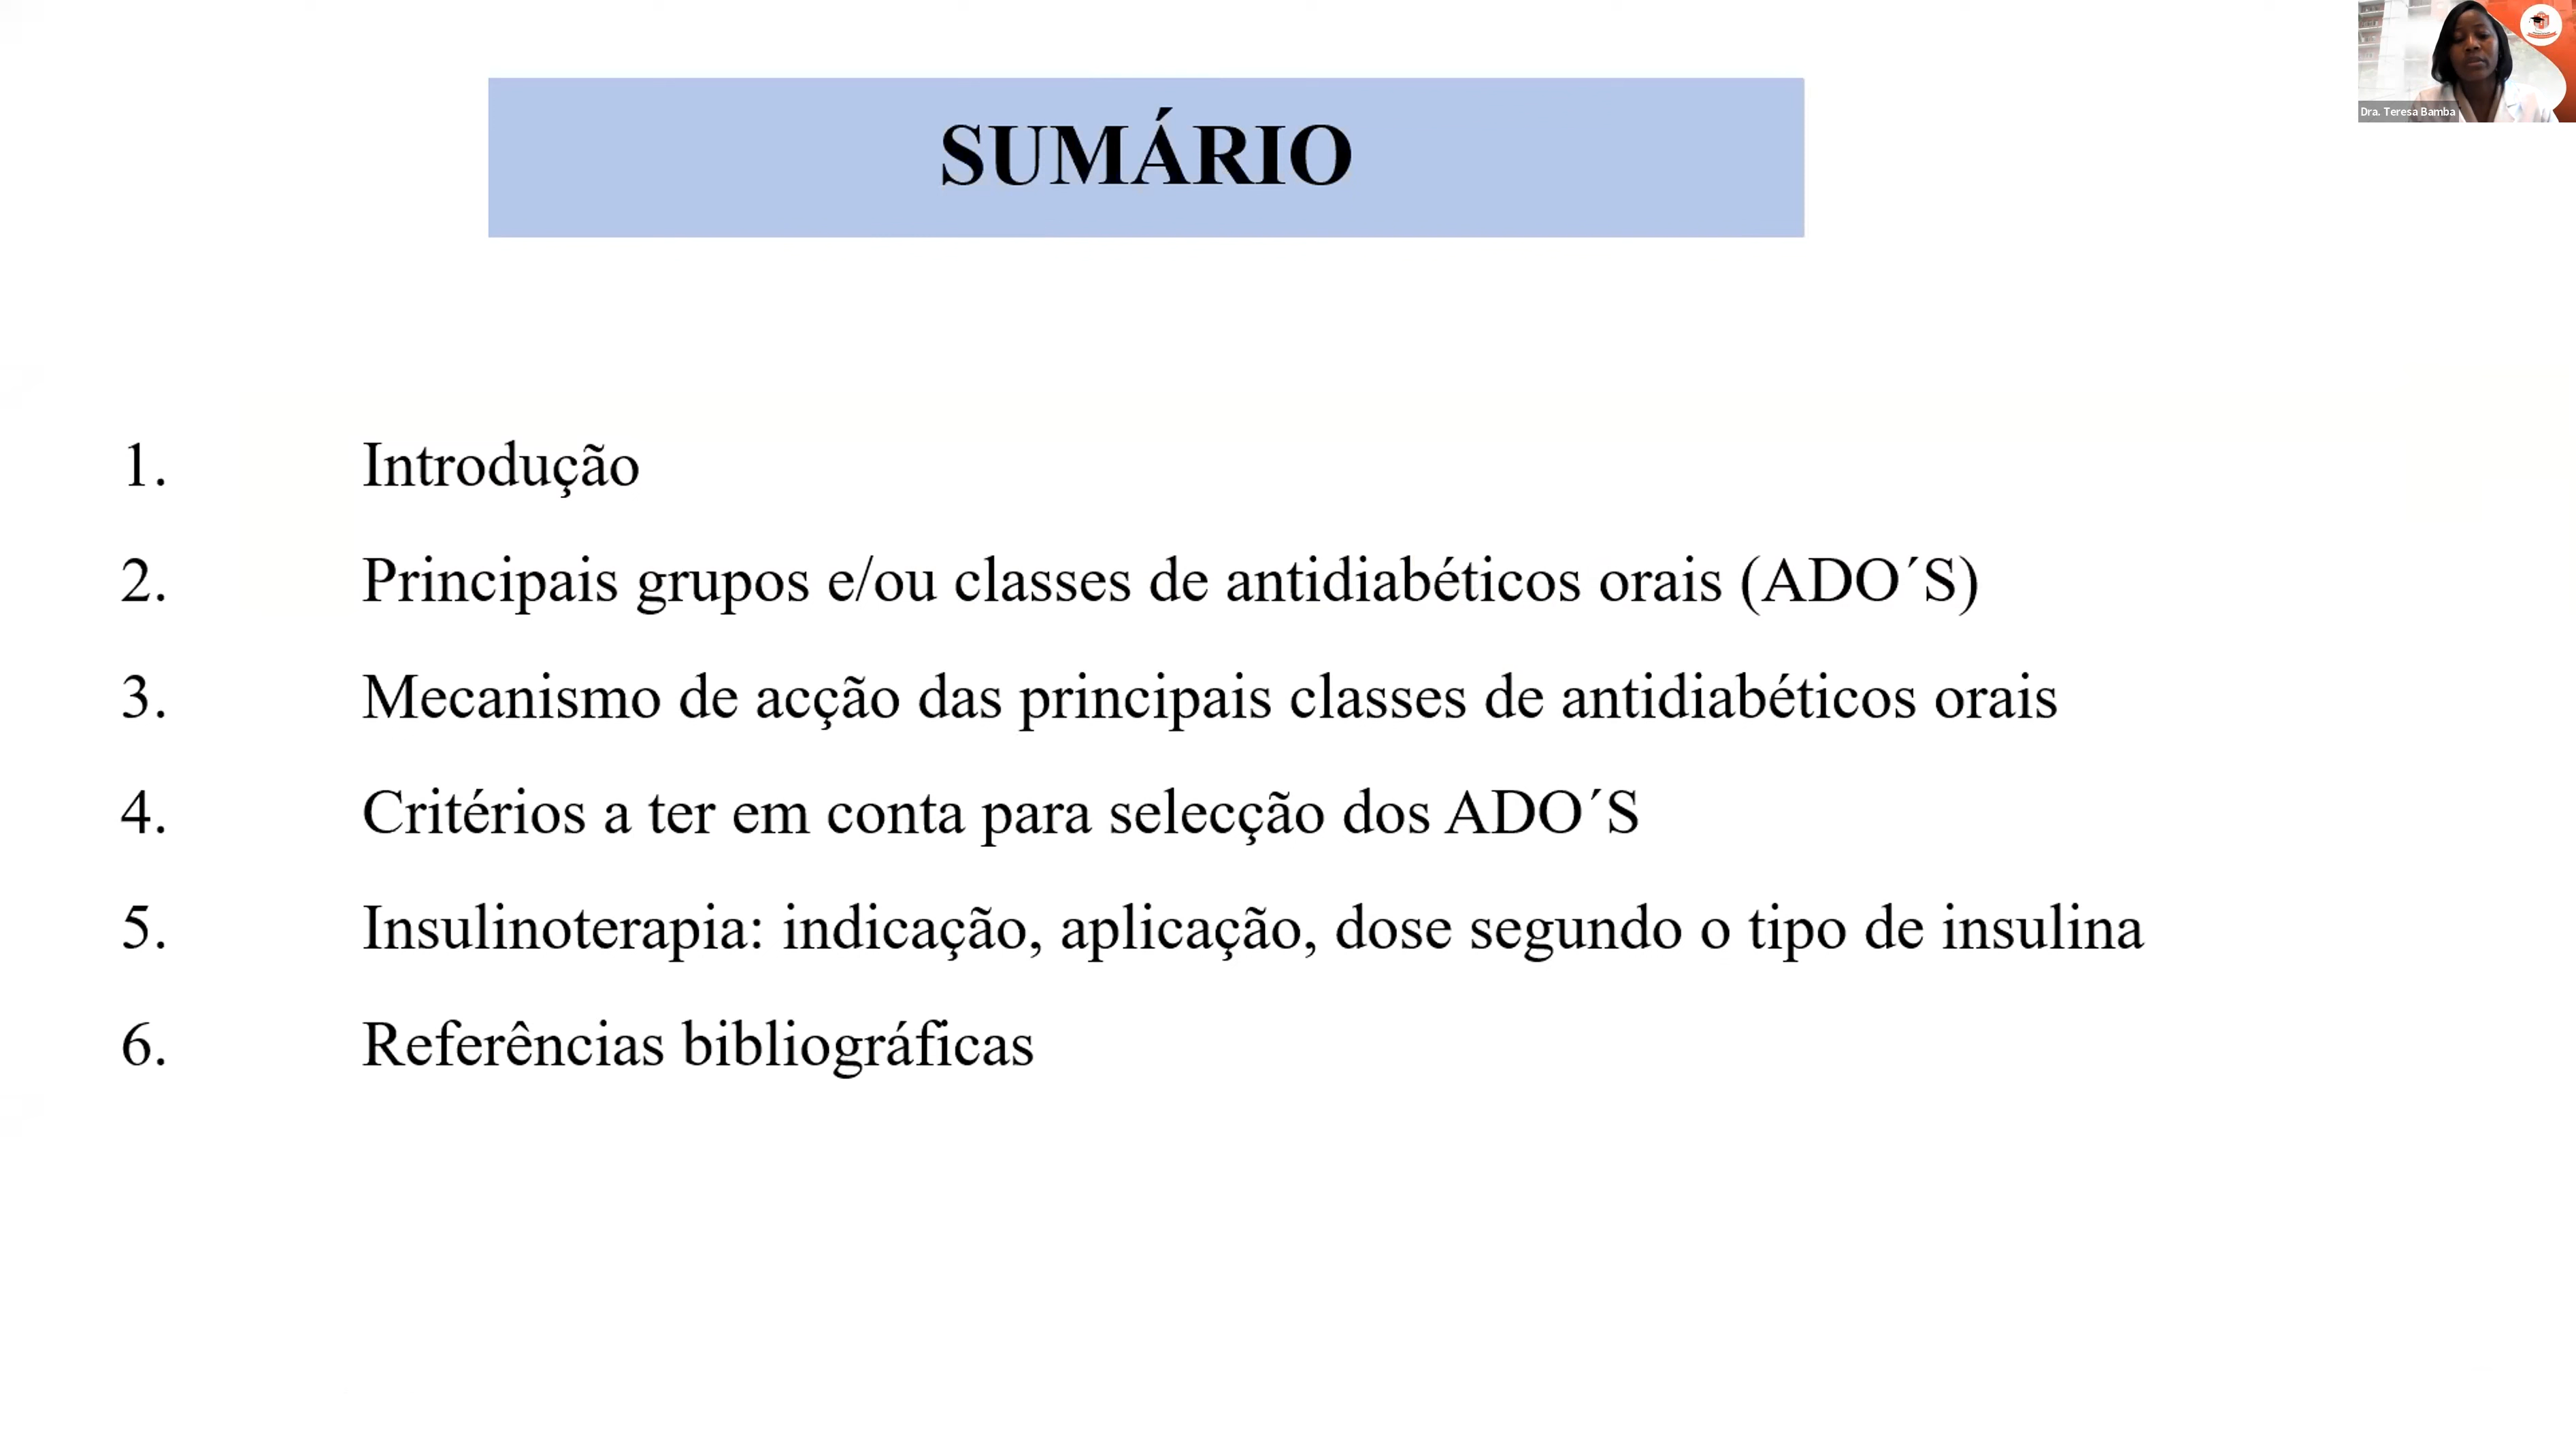 SUMÁRIO
Dra. Teresa Bamba
1. Introdução
2. Principais grupos e/ou classes de antidiabéticos orais (ADO´S)
3. Mecanismo de acção das principais classes de antidiabéticos orais
4. Critérios a ter em conta para selecção dos ADO´S
5. Insulinoterapia: indicação, aplicação, dose segundo o tipo de insulina
6. Referências bibliográficas